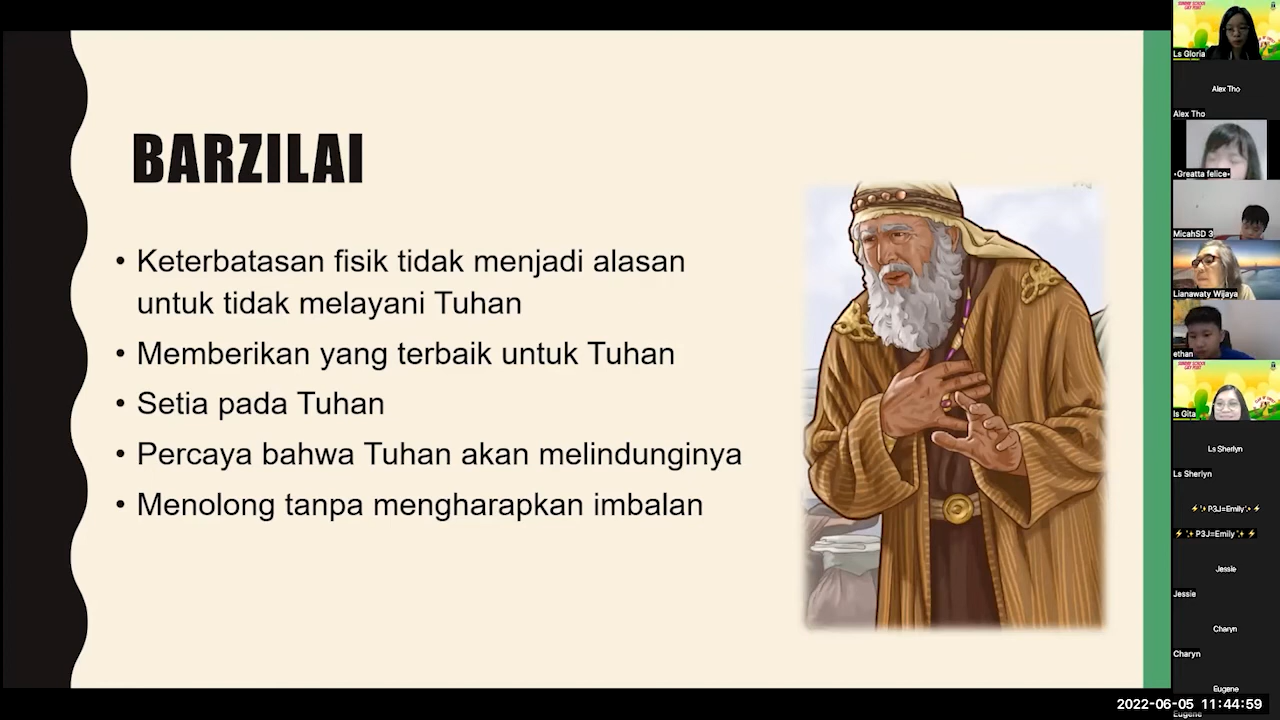 BARZILAI
• Keterbatasan fisik tidak menjadi alasan
untuk tidak melayani Tuhan
• Memberikan yang terbaik untuk Tuhan
• Setia pada Tuhan
• Percaya bahwa Tuhan akan melindunginya
• Menolong tanpa mengharapkan imbalan
Ls Gloria
Alex Tho
Alex Tho
•Greatta felice•
MicahSD 3
Lianawaty Wijaya
ethan
ls Gita
Ls Sherlyn
Ls Sherlyn
⚡✨P3J=Emily✨⚡
⚡✨P3J=Emily✨⚡
Jessie
Jessie
Charyn
Charyn
Eugene
2022-06-05 11:44:59
Eugene